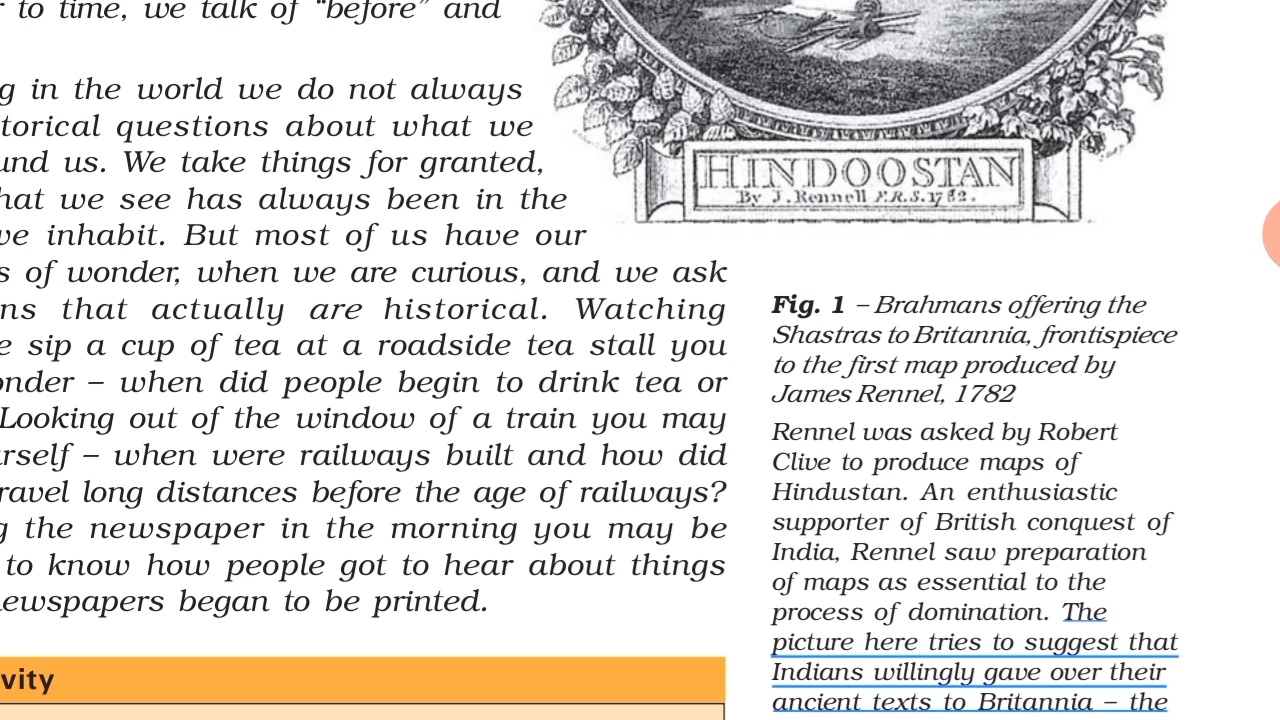 to time, we talk of “before” and
g in the world we do not always
torical questions about what we
und us. We take things for granted,
hat we see has always been in the
we inhabit. But most of us have our
s of wonder, when we are curious, and we ask
ns that actually are historical. Watching
e sip a cup of tea at a roadside tea stall you
onder – when did people begin to drink tea or
Looking out of the window of a train you may
urself – when were railways built and how did
ravel long distances before the age of railways?
g the newspaper in the morning you may be
to know how people got to hear about things
newspapers began to be printed.
vity
HINDOOSTAN
By J. Rennell F.R.S. 1782.
Fig. 1 – Brahmans offering the
Shastras to Britannia, frontispiece
to the first map produced by
James Rennel, 1782
Rennel was asked by Robert
Clive to produce maps of
Hindustan. An enthusiastic
supporter of British conquest of
India, Rennel saw preparation
of maps as essential to the
process of domination. The
picture here tries to suggest that
Indians willingly gave over their
ancient texts to Britannia – the